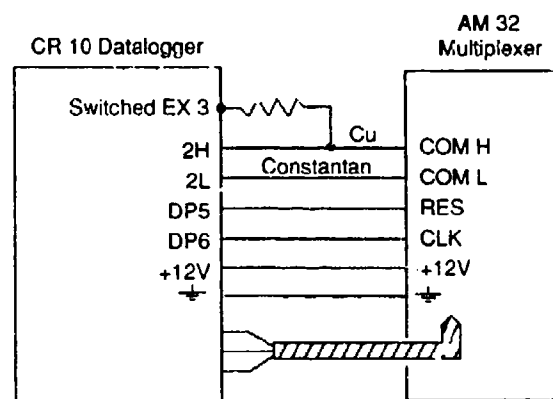 AM 32
Multiplexer
CR 10 Datalogger
Switched EX 3
Cu
2H
COM H
Constantan
2L
COM L
DP5
RES
DP6
CLK
+12V
+12V